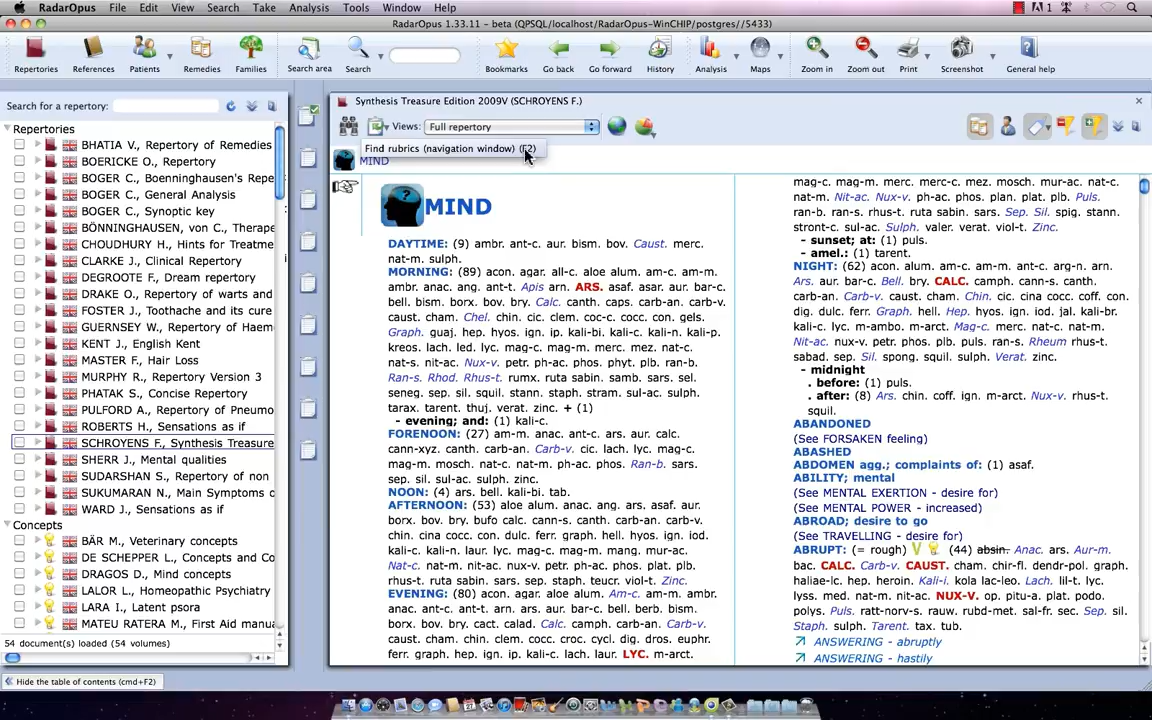 RadarOpus File Edit View Search Take Analysis Tools Window Help
RadarOpus 1.33.11 - beta (QPSQL/localhost/RadarOpus-WinCHIP/postgres//5433)
Repertories References Patients Remedies Families Search area Search Bookmarks Go back Go forward History Analysis Maps Zoom in Zoom out Print Screenshot General help
Search for a repertory:
Repertories
BHATIA V., Repertory of Remedies
BOERICKE O., Repertory
BOGER C., Boenninghausen's Repe
BOGER C., General Analysis
BOGER C., Synoptic key
BÖNNINGHAUSEN, von C., Therape
CHOUDHURY H., Hints for Treatme
CLARKE J., Clinical Repertory
DEGROOTE F., Dream repertory
DRAKE O., Repertory of warts and
FOSTER J., Toothache and its cure
GUERNSEY W., Repertory of Haem
KENT J., English Kent
MASTER F., Hair Loss
MURPHY R., Repertory Version 3
PHATAK S., Concise Repertory
PULFORD A., Repertory of Pneumo
ROBERTS H., Sensations as if
SCHROYENS F., Synthesis Treasure
SHERR J., Mental qualities
SUDARSHAN S., Repertory of non
SUKUMARAN N., Main Symptoms o
WARD J., Sensations as if
Concepts
BÄR M., Veterinary concepts
DE SCHEPPER L., Concepts and Co
DRAGOS D., Mind concepts
LALOR L., Homeopathic Psychiatry
LARA I., Latent psora
MATEU RATERA M., First Aid manua
54 document(s) loaded (54 volumes)
Hide the table of contents (cmd+F2)
Synthesis Treasure Edition 2009V (SCHROYENS F.)
Views: Full repertory
Find rubrics (navigation window) (F2)
MIND
MIND
DAYTIME: (9) ambr. ant-c. aur. bism. bov. Caust. merc.
nat-m. sulph.
MORNING: (89) acon. agar. all-c. aloe alum. am-c. am-m.
ambr. anac. ang. ant-t. Apis arn. ARS. asaf. asar. aur. bar-c.
bell. bism. borx. bov. bry. Calc. canth. caps. carb-an. carb-v.
caust. cham. Chel. chin. cic. clem. coc-c. cocc. con. gels.
Graph. guaj. hep. hyos. ign. ip. kali-bi. kali-c. kali-n. kali-p.
kreos. lach. led. lyc. mag-c. mag-m. merc. mez. nat-c.
nat-s. nit-ac. Nux-v. petr. ph-ac. phos. phyt. plb. ran-b.
Ran-s. Rhod. Rhus-t. rumx. ruta sabin. samb. sars. sel.
seneg. sep. sil. squil. stann. staph. stram. sul-ac. sulph.
tarax. tarent. thuj. verat. zinc. + (1)
- evening; and: (1) kali-c.
FORENOON: (27) am-m. anac. ant-c. ars. aur. calc.
cann-xyz. canth. carb-an. Carb-v. cic. lach. lyc. mag-c.
mag-m. mosch. nat-c. nat-m. ph-ac. phos. Ran-b. sars.
sep. sil. sul-ac. sulph. zinc.
NOON: (4) ars. bell. kali-bi. tab.
AFTERNOON: (53) aloe alum. anac. ang. ars. asaf. aur.
borx. bov. bry. bufo calc. cann-s. canth. carb-an. carb-v.
chin. cina cocc. con. dulc. ferr. graph. hell. hyos. ign. iod.
kali-c. kali-n. laur. lyc. mag-c. mag-m. mang. mur-ac.
Nat-c. nat-m. nit-ac. nux-v. petr. ph-ac. phos. plat. plb.
rhus-t. ruta sabin. sars. sep. staph. teucr. viol-t. Zinc.
EVENING: (80) acon. agar. aloe alum. Am-c. am-m. ambr.
anac. ant-c. ant-t. arn. ars. aur. bar-c. bell. berb. bism.
borx. bov. bry. cact. calad. Calc. camph. carb-an. Carb-v.
caust. cham. chin. clem. cocc. croc. cycl. dig. dros. euphr.
ferr. graph. hep. ign. ip. kali-c. lach. laur. LYC. m-arct.
mag-c. mag-m. merc. merc-c. mez. mosch. mur-ac. nat-c.
nat-m. Nit-ac. Nux-v. ph-ac. phos. plan. plat. plb. Puls.
ran-b. ran-s. rhus-t. ruta sabin. sars. Sep. Sil. spig. stann.
stront-c. sul-ac. Sulph. valer. verat. viol-t. Zinc.
- sunset; at: (1) puls.
- amel.: (1) tarent.
NIGHT: (62) acon. alum. am-c. am-m. ant-c. arg-n. arn.
Ars. aur. bar-c. Bell. bry. CALC. camph. cann-s. canth.
carb-an. Carb-v. caust. cham. Chin. cic. cina cocc. coff. con.
dig. dulc. ferr. Graph. hell. Hep. hyos. ign. iod. jal. kali-br.
kali-c. lyc. m-ambo. m-arct. Mag-c. merc. nat-c. nat-m.
Nit-ac. nux-v. petr. ph-ac. phos. plb. puls. ran-s. Rheum rhus-t.
sabad. sep. Sil. spong. squil. sulph. Verat. zinc.
- midnight
. before: (1) puls.
. after: (8) Ars. chin. coff. ign. m-arct. Nux-v. rhus-t.
squil.
ABANDONED
(See FORSAKEN feeling)
ABASHED
ABDOMEN agg.; complaints of: (1) asaf.
ABILITY; mental
(See MENTAL EXERTION - desire for)
(See MENTAL POWER - increased)
ABROAD; desire to go
(See TRAVELLING - desire for)
ABRUPT: (= rough) V (44) absin. Anac. ars. Aur-m.
bac. CALC. Carb-v. CAUST. cham. chir-fl. dendr-pol. graph.
haliae-lc. hep. heroin. Kali-i. kola lac-leo. Lach. lil-t. lyc.
lyss. med. nat-m. nit-ac. NUX-V. op. pitu-a. plat. podo.
polys. Puls. ratt-norv-s. rauw. rubd-met. sal-fr. sec. Sep. sil.
Staph. sulph. Tarent. tax. tub.
ANSWERING - abruptly
ANSWERING - hastily